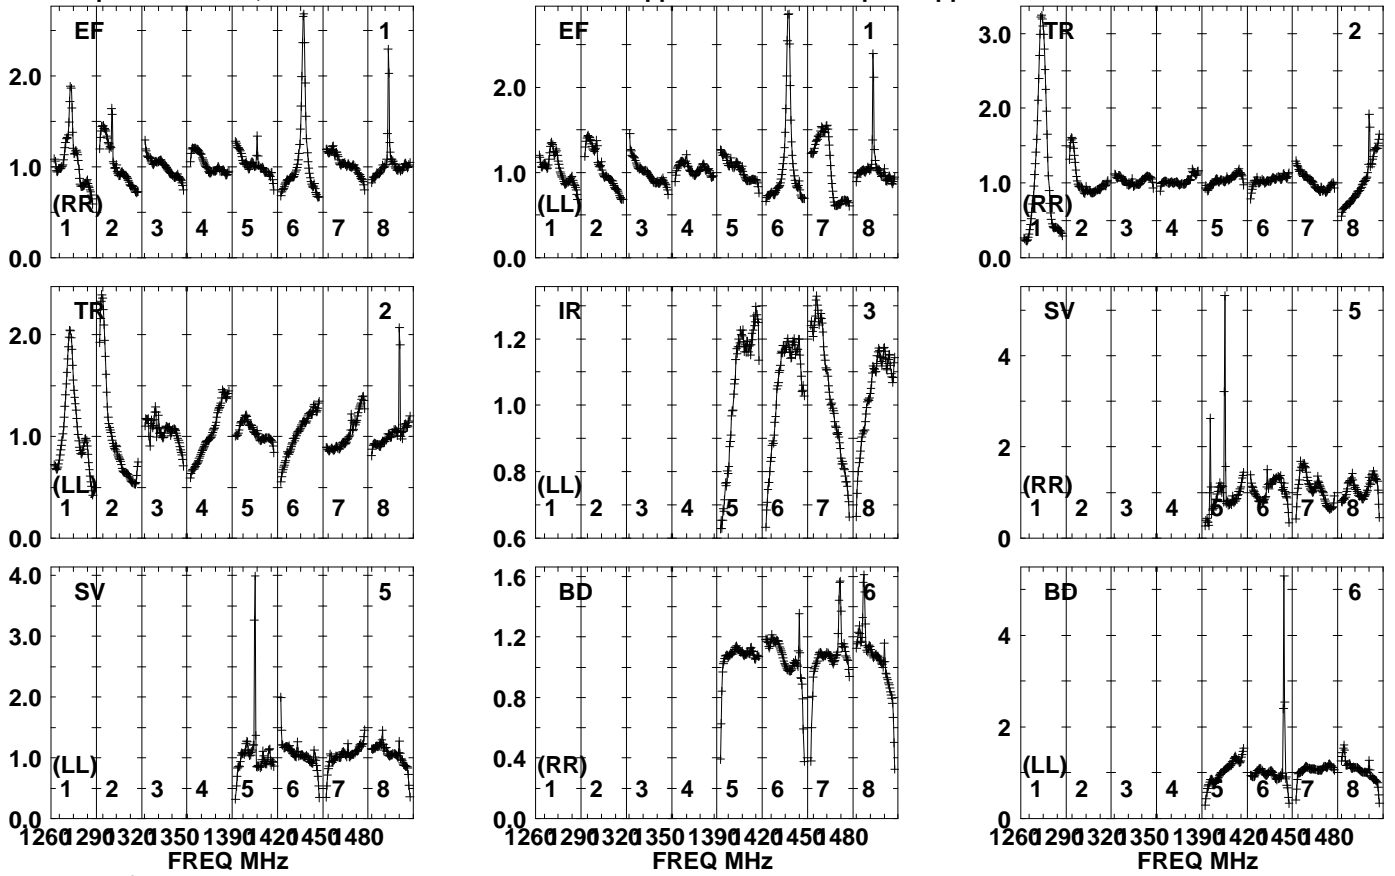 EF 1
2.0
1.0
0.0
(RR)
1 2 3 4 5 6 7 8
EF 1
2.0
1.0
0.0
(LL)
1 2 3 4 5 6 7 8
TR 2
3.0
2.0
1.0
0.0
(RR)
1 2 3 4 5 6 7 8
TR 2
2.0
1.0
0.0
(LL)
1 2 3 4 5 6 7 8
IR 3
1.2
1.0
0.8
0.6
(LL)
1 2 3 4 5 6 7 8
SV 5
4
2
0
(RR)
1 2 3 4 5 6 7 8
SV 5
4.0
3.0
2.0
1.0
0.0
(LL)
1 2 3 4 5 6 7 8
1260 1290 1320 1350 1390 1420 1450 1480
FREQ MHz
BD 6
1.6
1.2
0.8
0.4
0.0
(RR)
1 2 3 4 5 6 7 8
1260 1290 1320 1350 1390 1420 1450 1480
FREQ MHz
BD 6
4
2
0
(LL)
1 2 3 4 5 6 7 8
1260 1290 1320 1350 1390 1420 1450 1480
FREQ MHz